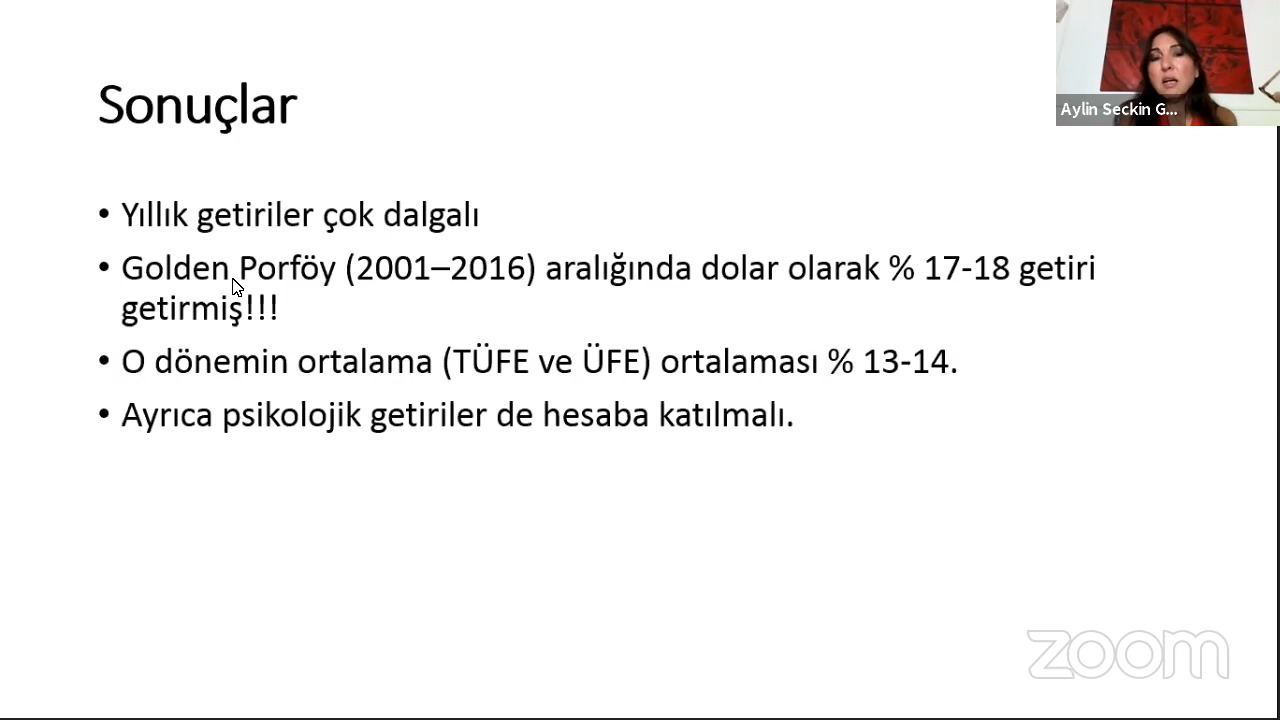 Sonuçlar
• Yıllık getiriler çok dalgalı
• Golden Porföy (2001–2016) aralığında dolar olarak % 17-18 getiri
getirmiş!!!
• O dönemin ortalama (TÜFE ve ÜFE) ortalaması % 13-14.
• Ayrıca psikolojik getiriler de hesaba katılmalı.
Aylin Seckin G...
zoom